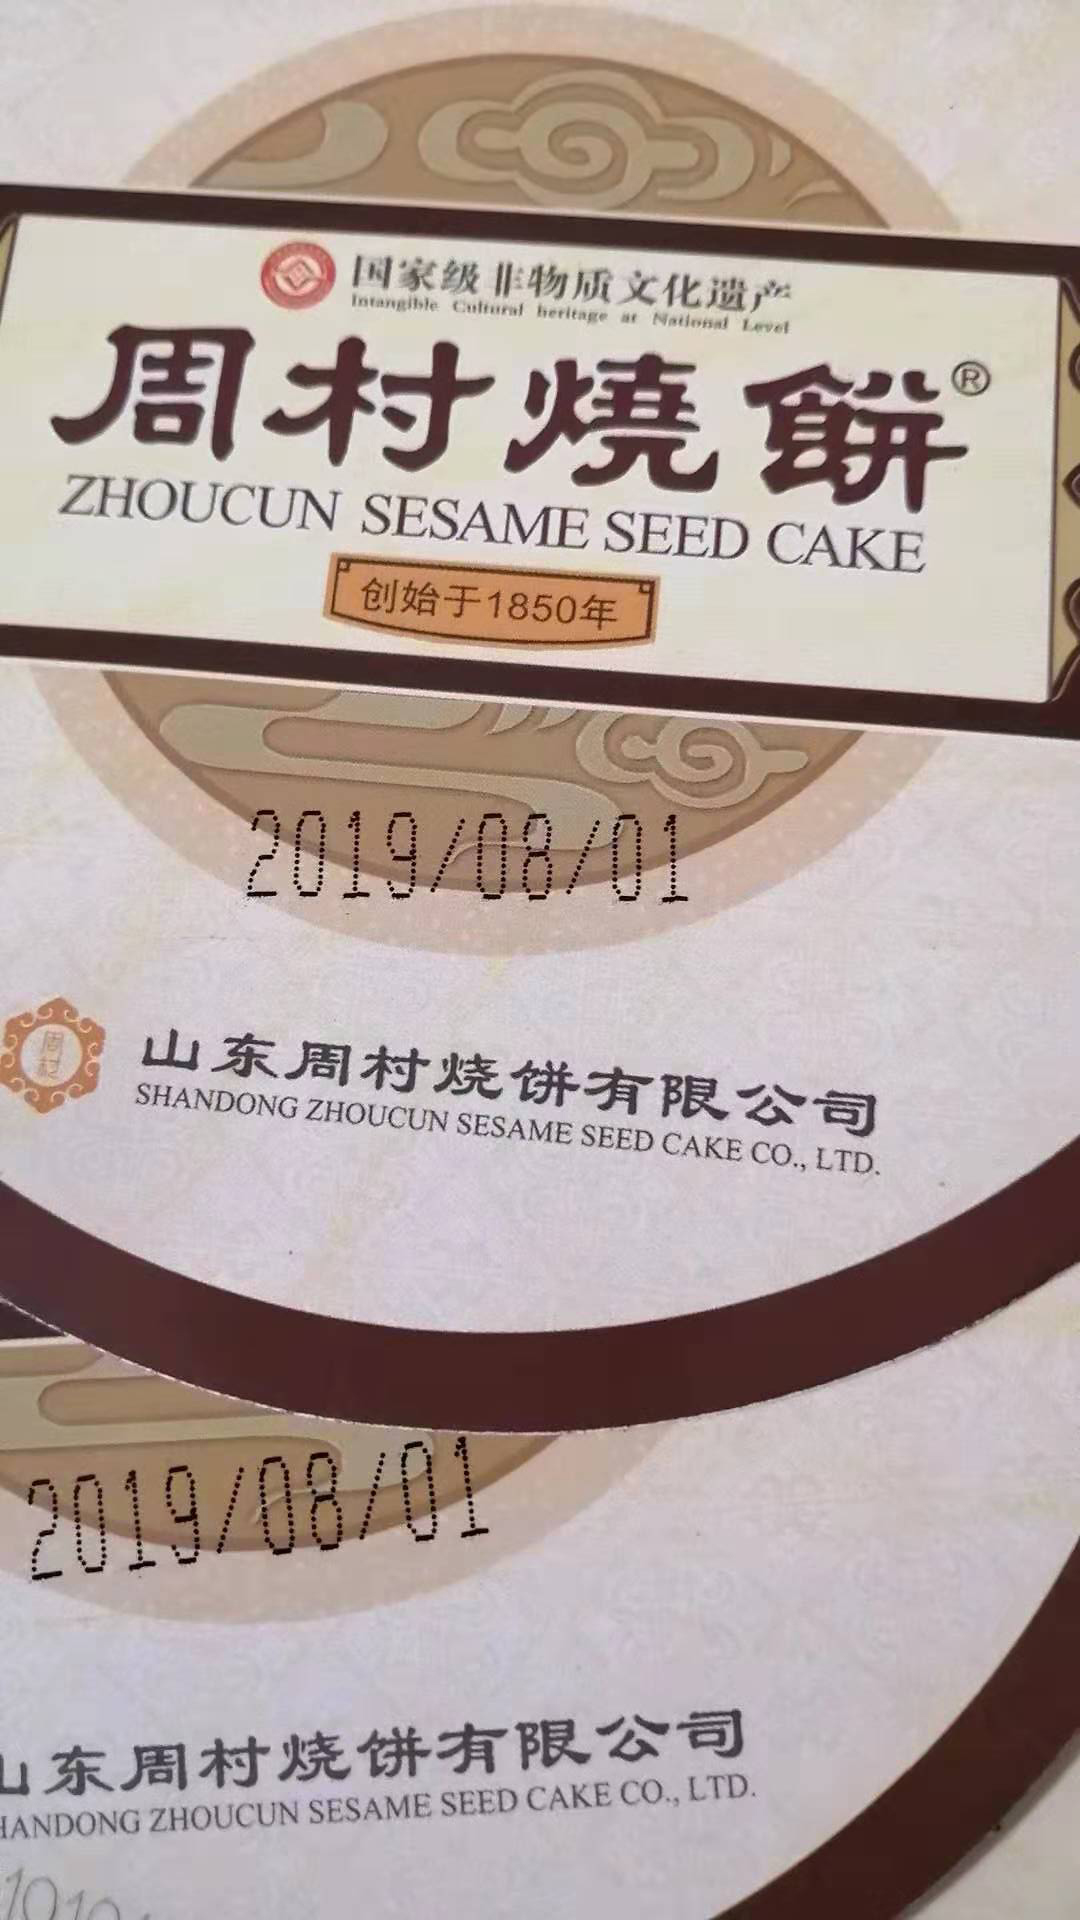 国家级非物质文化遗产
Intangible Cultural heritage at National Level
周村燒餅®
ZHOUCUN SESAME SEED CAKE
创始于1850年
2019/08/01
周村
山东周村烧饼有限公司
SHANDONG ZHOUCUN SESAME SEED CAKE CO., LTD.
2019/08/01
山东周村烧饼有限公司
HANDONG ZHOUCUN SESAME SEED CAKE CO., LTD.